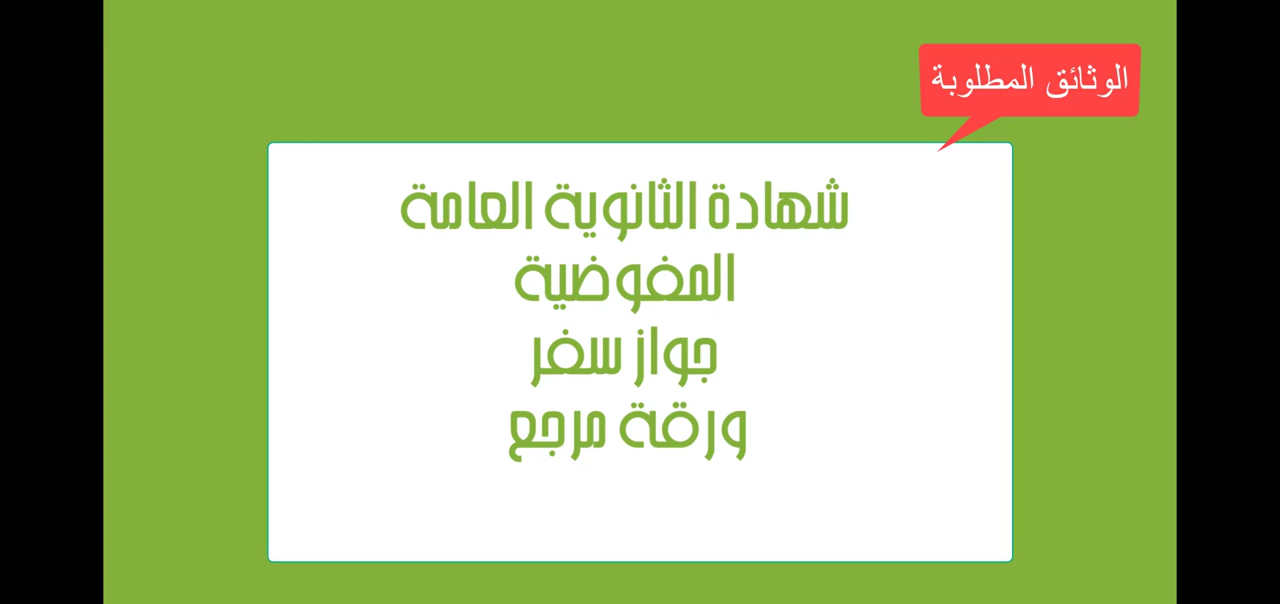 الوثائق المطلوبة
شهادة الثانوية العامة
المفوضية
جواز سفر
ورقة مرجع